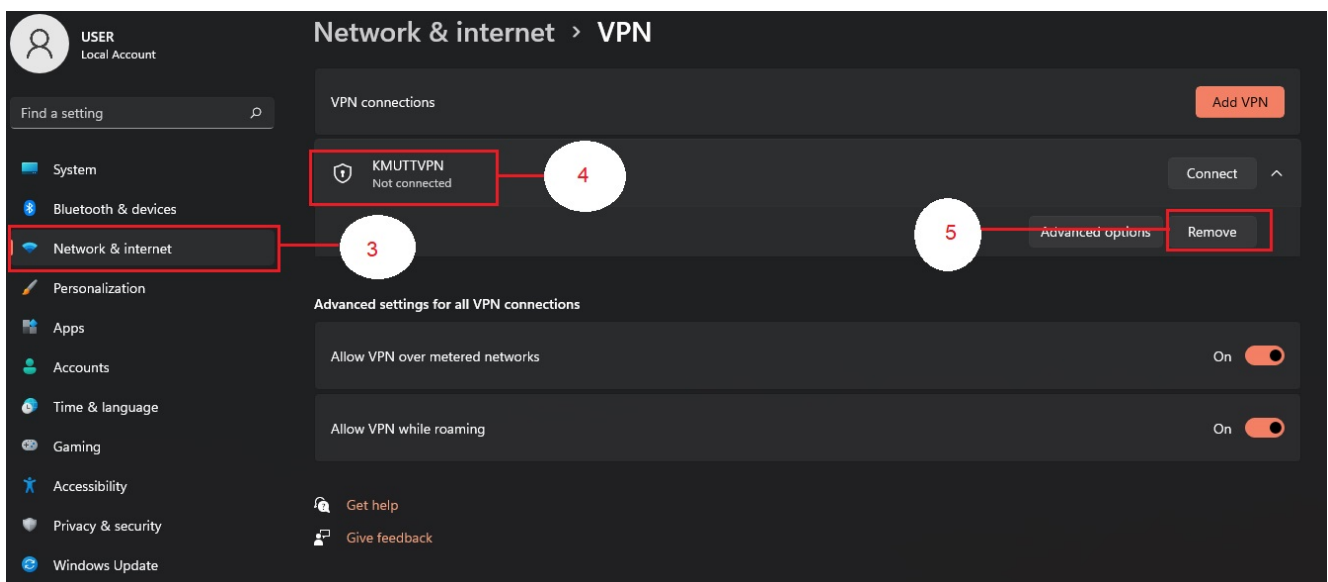 USER
Local Account
Find a setting
System
Bluetooth & devices
Network & internet
Personalization
Apps
Accounts
Time & language
Gaming
Accessibility
Privacy & security
Windows Update
3
Network & internet > VPN
VPN connections
Add VPN
KMUTTVPN
Not connected
4
Connect
5
Advanced options
Remove
Advanced settings for all VPN connections
Allow VPN over metered networks
On
Allow VPN while roaming
On
Get help
Give feedback